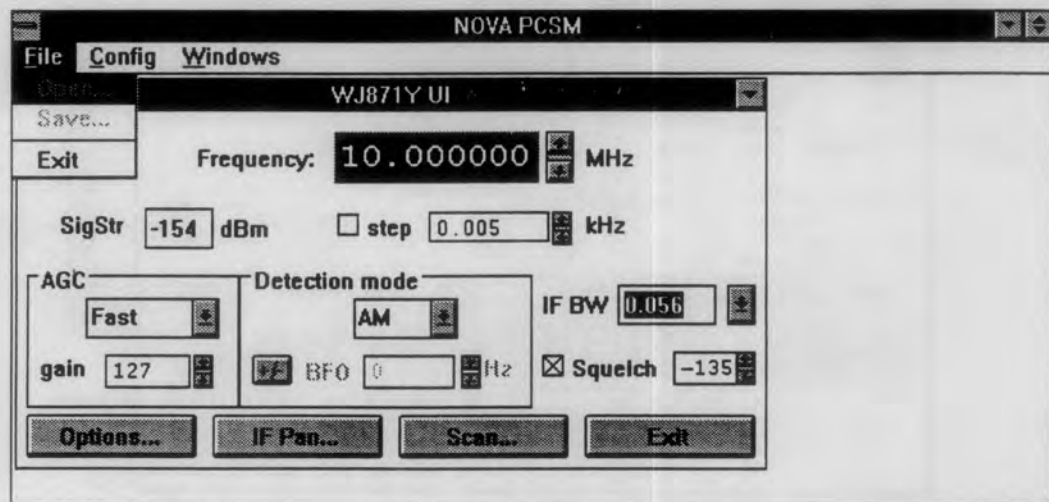 NOVA PCSM
File Config Windows
Open...
WJ871Y UI
Save...
Exit
Frequency: 10.000000 MHz
SigStr -154 dBm step 0.005 kHz
AGC Detection mode
Fast AM IF BW 0.056
gain 127 +/- BFO 0 Hz Squelch -135
Options... IF Pan... Scan... Exit